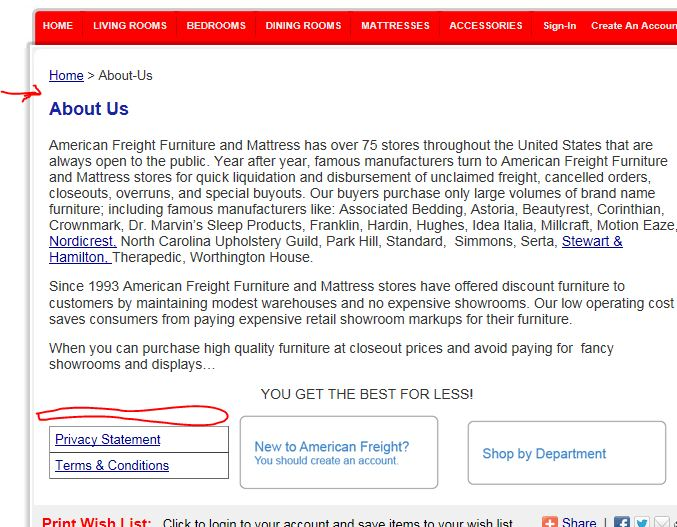 HOME LIVING ROOMS BEDROOMS DINING ROOMS MATTRESSES ACCESSORIES Sign-In Create An Accoun
Home > About-Us
About Us
American Freight Furniture and Mattress has over 75 stores throughout the United States that are
always open to the public. Year after year, famous manufacturers turn to American Freight Furniture
and Mattress stores for quick liquidation and disbursement of unclaimed freight, cancelled orders,
closeouts, overruns, and special buyouts. Our buyers purchase only large volumes of brand name
furniture; including famous manufacturers like: Associated Bedding, Astoria, Beautyrest, Corinthian,
Crownmark, Dr. Marvin's Sleep Products, Franklin, Hardin, Hughes, Idea Italia, Millcraft, Motion Eaze,
Nordicrest, North Carolina Upholstery Guild, Park Hill, Standard, Simmons, Serta, Stewart &
Hamilton, Therapedic, Worthington House.
Since 1993 American Freight Furniture and Mattress stores have offered discount furniture to
customers by maintaining modest warehouses and no expensive showrooms. Our low operating cost
saves consumers from paying expensive retail showroom markups for their furniture.
When you can purchase high quality furniture at closeout prices and avoid paying for fancy
showrooms and displays…
YOU GET THE BEST FOR LESS!
Privacy Statement
Terms & Conditions
New to American Freight?
You should create an account.
Shop by Department
Print Wish List: Click to login to your account and save items to your wish list. Share |